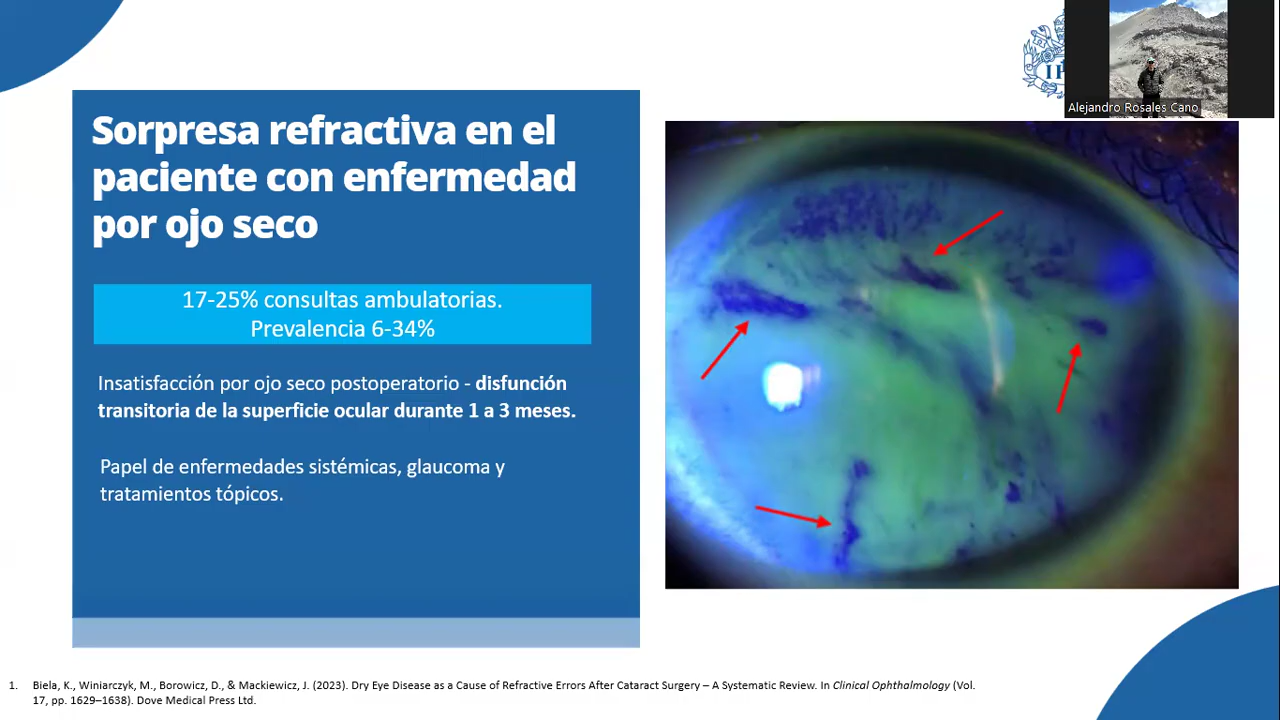 Sorpresa refractiva en el
paciente con enfermedad
por ojo seco
17-25% consultas ambulatorias.
Prevalencia 6-34%
Insatisfacción por ojo seco postoperatorio - disfunción
transitoria de la superficie ocular durante 1 a 3 meses.
Papel de enfermedades sistémicas, glaucoma y
tratamientos tópicos.
Alejandro Rosales Cano
1. Biela, K., Winiarczyk, M., Borowicz, D., & Mackiewicz, J. (2023). Dry Eye Disease as a Cause of Refractive Errors After Cataract Surgery – A Systematic Review. In Clinical Ophthalmology (Vol.
17, pp. 1629–1638). Dove Medical Press Ltd.